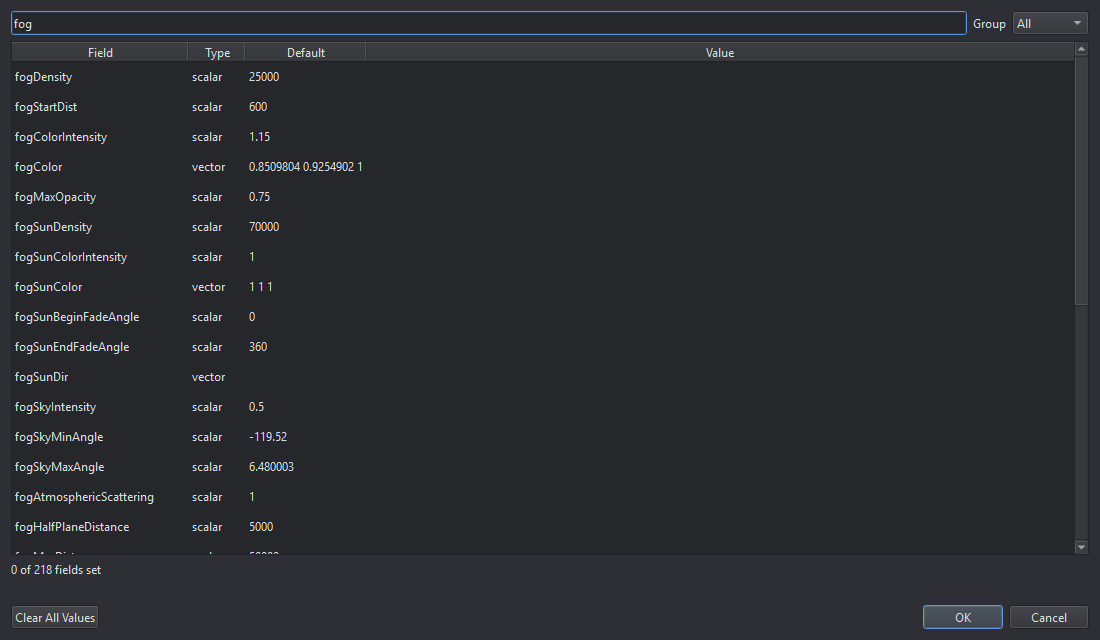 fog Group All
Field Type Default Value
fogDensity scalar 25000
fogStartDist scalar 600
fogColorIntensity scalar 1.15
fogColor vector 0.8509804 0.9254902 1
fogMaxOpacity scalar 0.75
fogSunDensity scalar 70000
fogSunColorIntensity scalar 1
fogSunColor vector 1 1 1
fogSunBeginFadeAngle scalar 0
fogSunEndFadeAngle scalar 360
fogSunDir vector
fogSkyIntensity scalar 0.5
fogSkyMinAngle scalar -119.52
fogSkyMaxAngle scalar 6.480003
fogAtmosphericScattering scalar 1
fogHalfPlaneDistance scalar 5000
0 of 218 fields set
Clear All Values OK Cancel